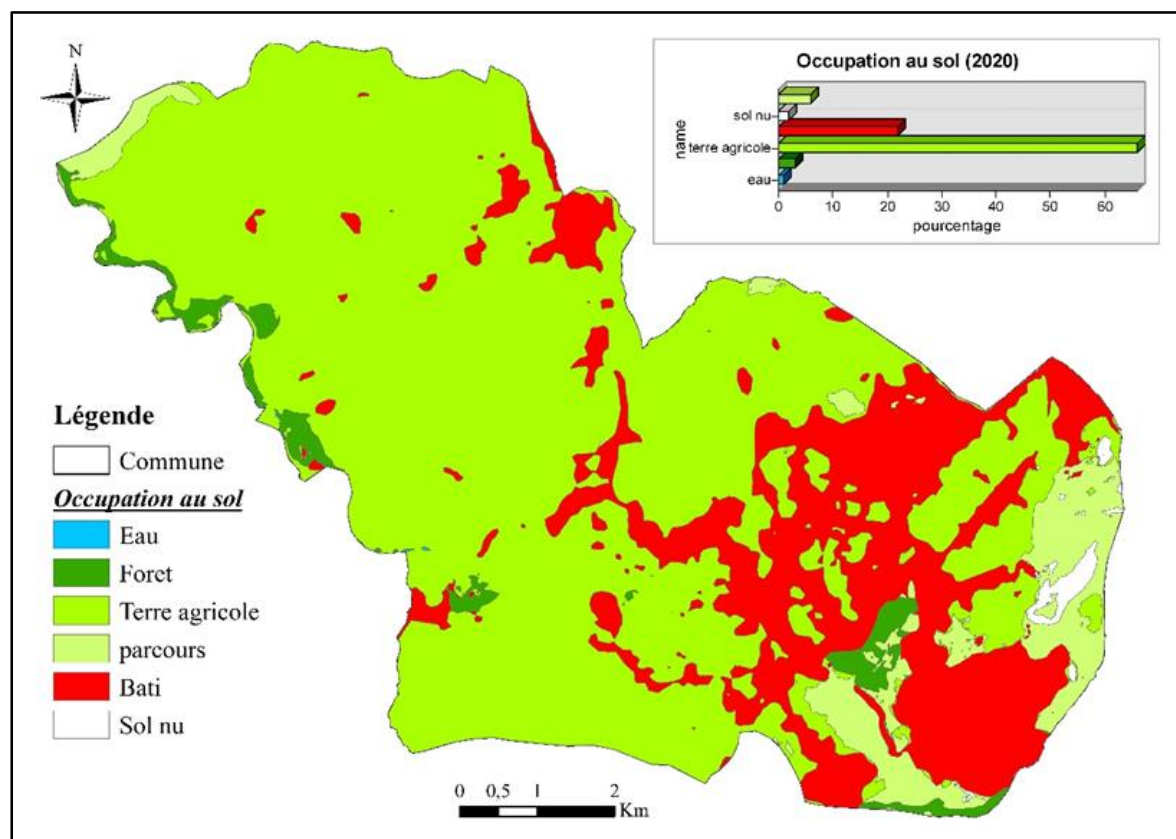 N
Occupation au sol (2020)
name
sol nu
terre agricole
eau
0 10 20 30 40 50 60
pourcentage
Légende
Commune
Occupation au sol
Eau
Foret
Terre agricole
parcours
Bati
Sol nu
0 0,5 1 2
Km